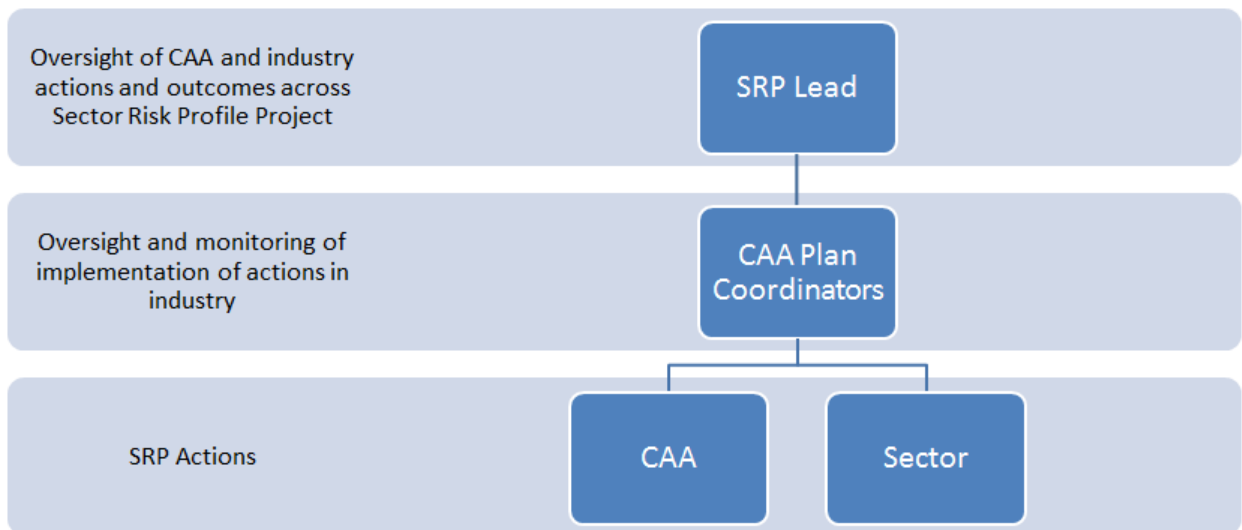 Oversight of CAA and industry
actions and outcomes across
Sector Risk Profile Project
SRP Lead
Oversight and monitoring of
implementation of actions in
industry
CAA Plan
Coordinators
SRP Actions
CAA
Sector